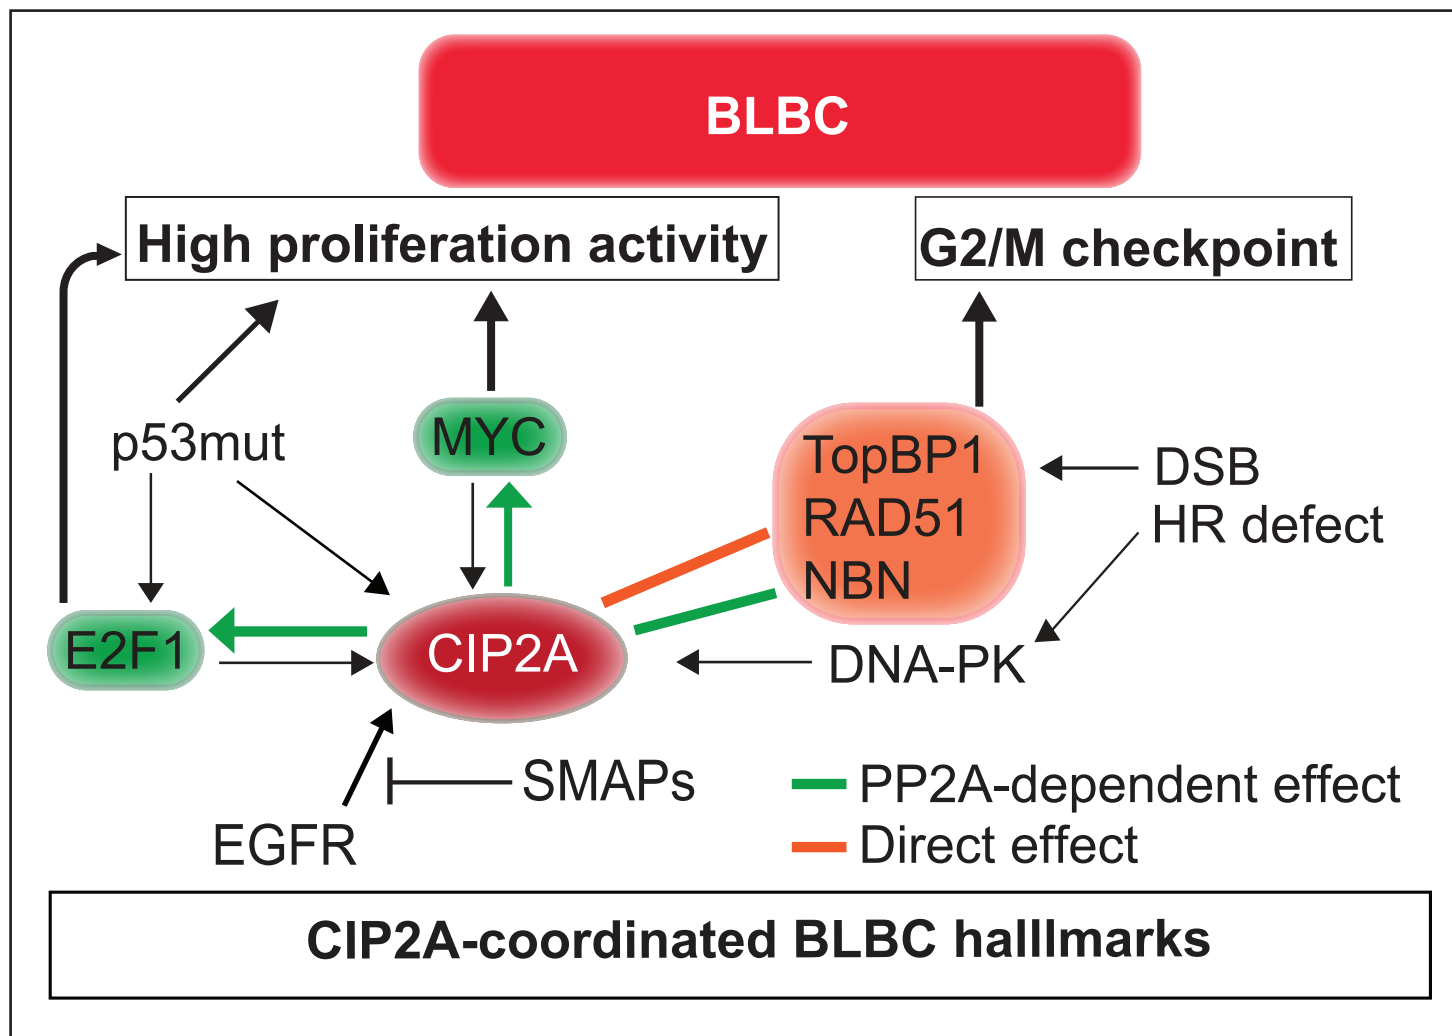 BLBC
High proliferation activity
G2/M checkpoint
p53mut
MYC
TopBP1
RAD51
NBN
DSB
HR defect
E2F1
CIP2A
DNA-PK
SMAPs
EGFR
PP2A-dependent effect
Direct effect
CIP2A-coordinated BLBC halllmarks